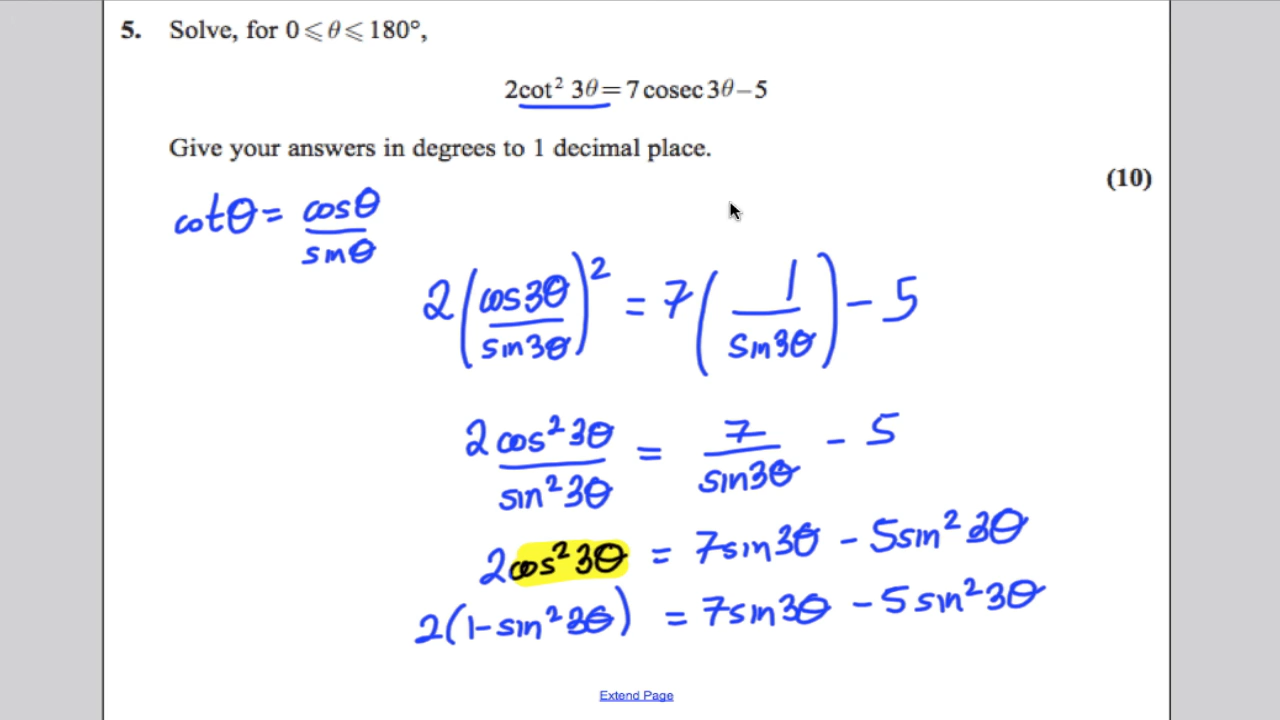 5. Solve, for 0 ⩽ θ ⩽ 180°,
2cot² 3θ = 7 cosec 3θ – 5
Give your answers in degrees to 1 decimal place.
(10)
cotθ = cosθ / sinθ
2(cos3θ / sin3θ)² = 7(1 / sin3θ) - 5
2cos²3θ / sin²3θ = 7 / sin3θ - 5
2cos²3θ = 7sin3θ - 5sin²3θ
2(1-sin²3θ) = 7sin3θ - 5sin²3θ
Extend Page